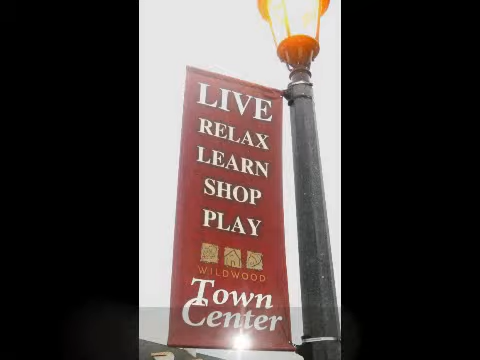 LIVE
RELAX
LEARN
SHOP
PLAY
WILDWOOD
Town
Center